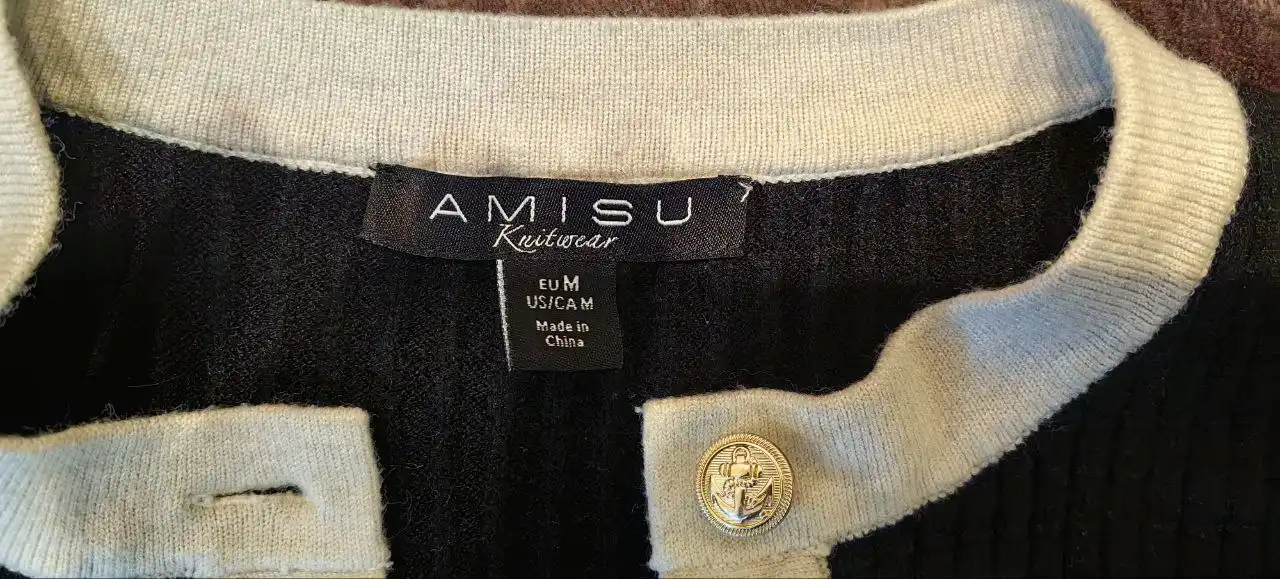 AMISU
Knitwear
EU M
US/CA M
Made in
China